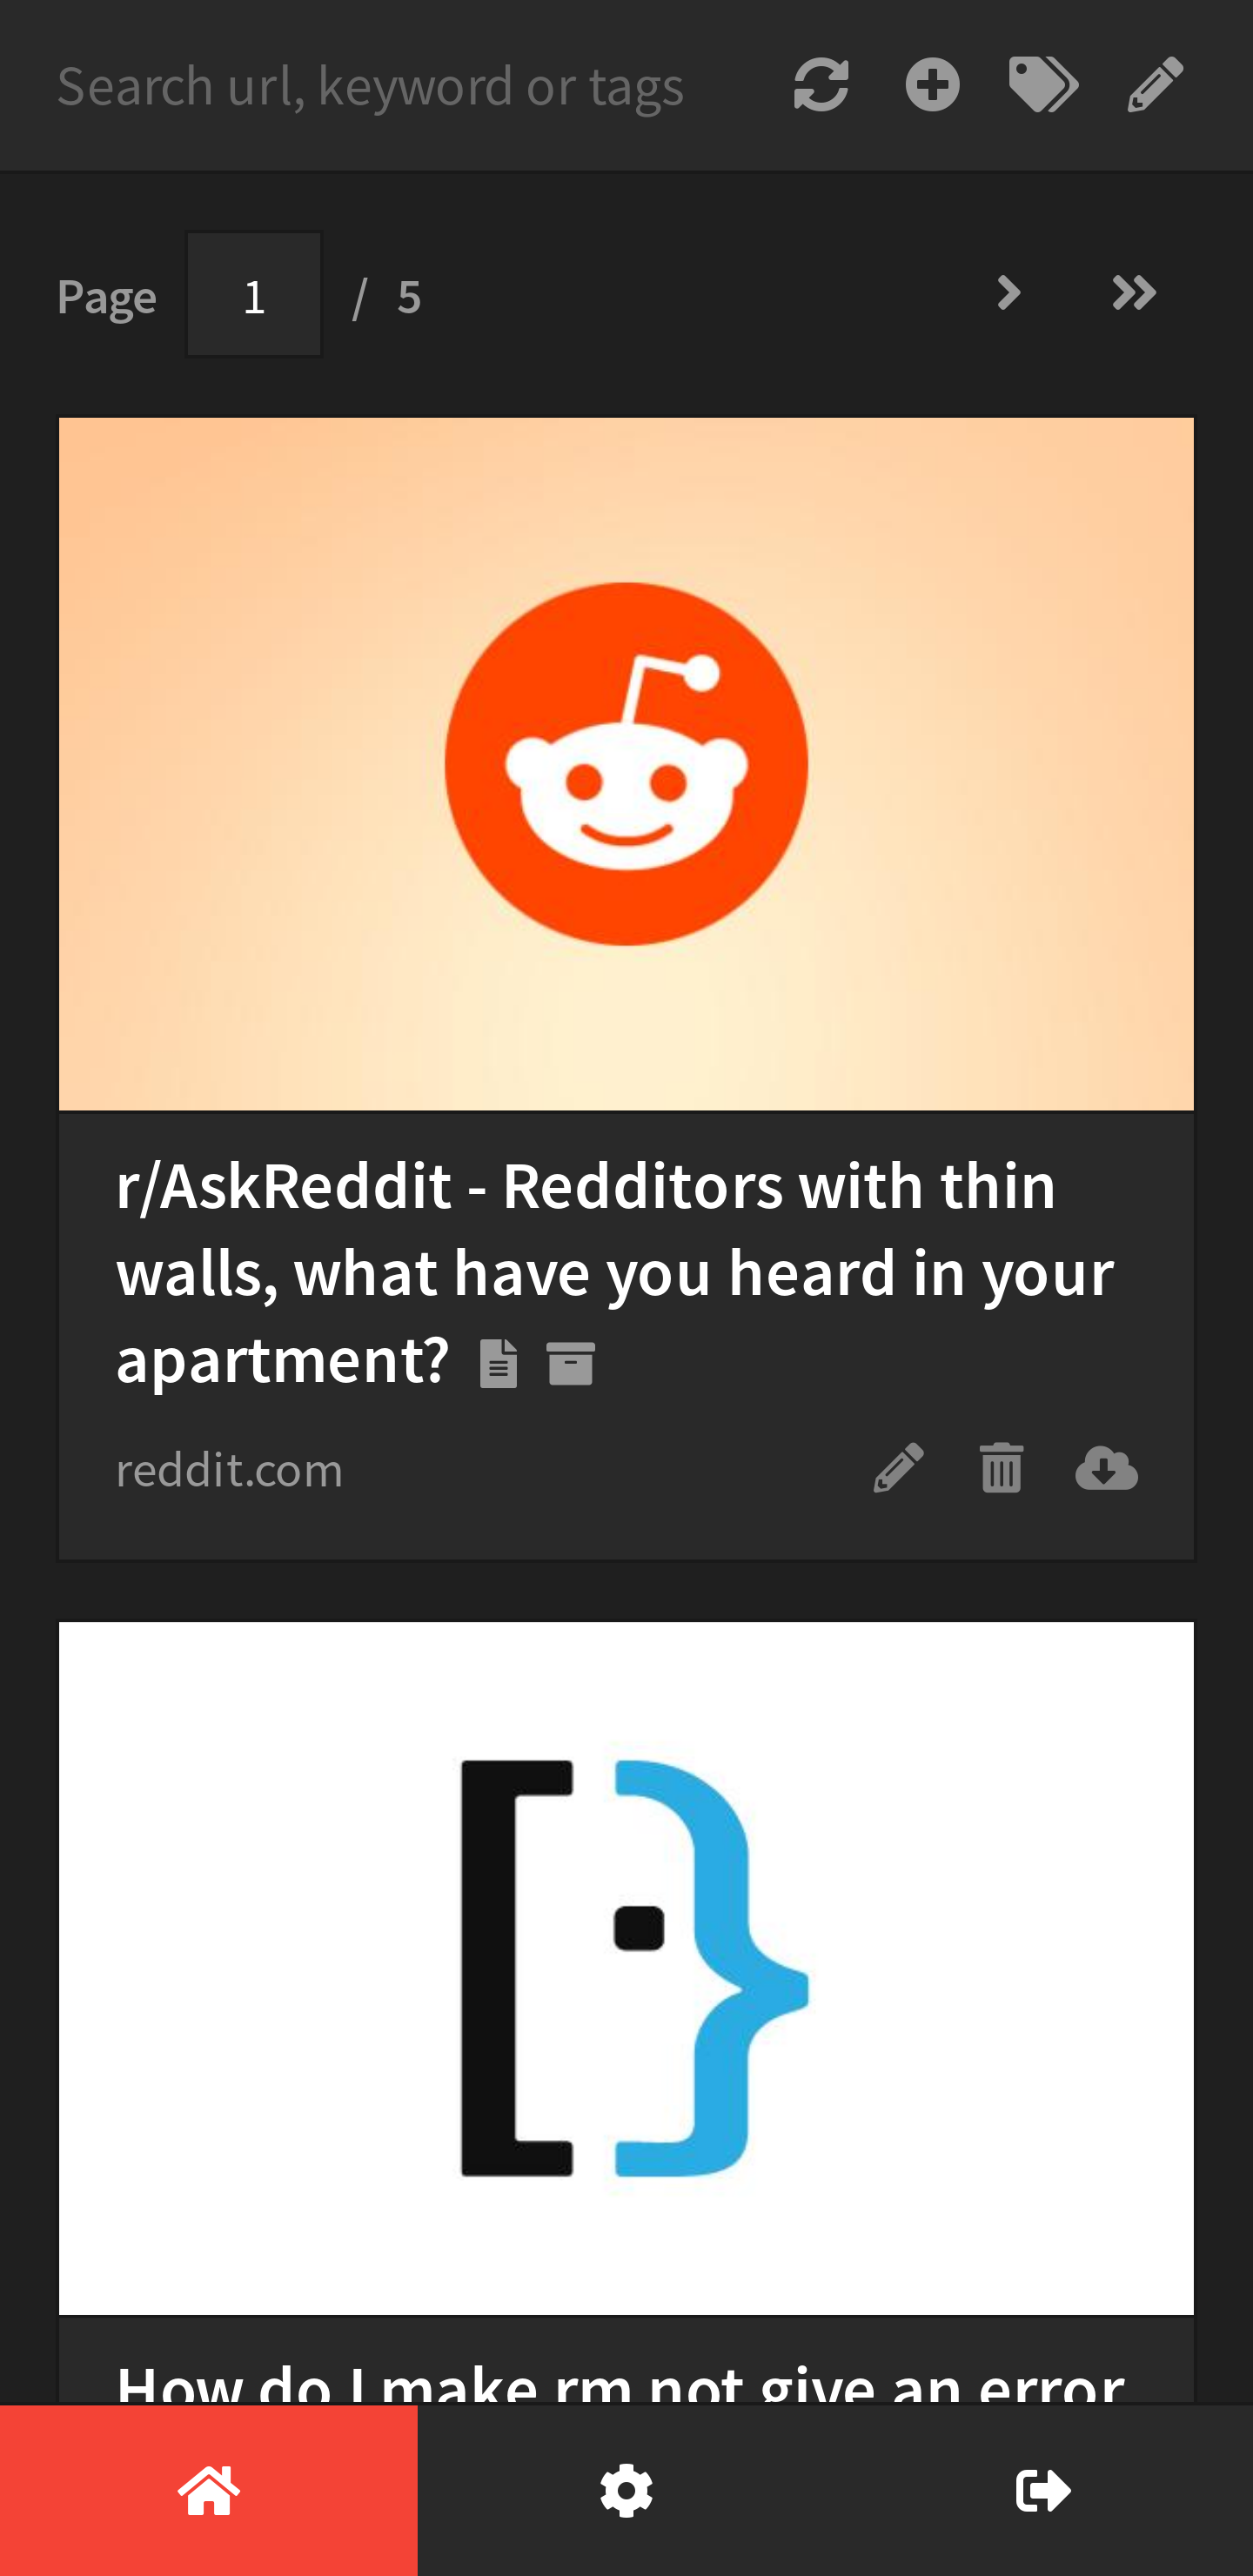 Search url, keyword or tags
Page 1 / 5
r/AskReddit - Redditors with thin
walls, what have you heard in your
apartment?
reddit.com
How do I make rm not give an error